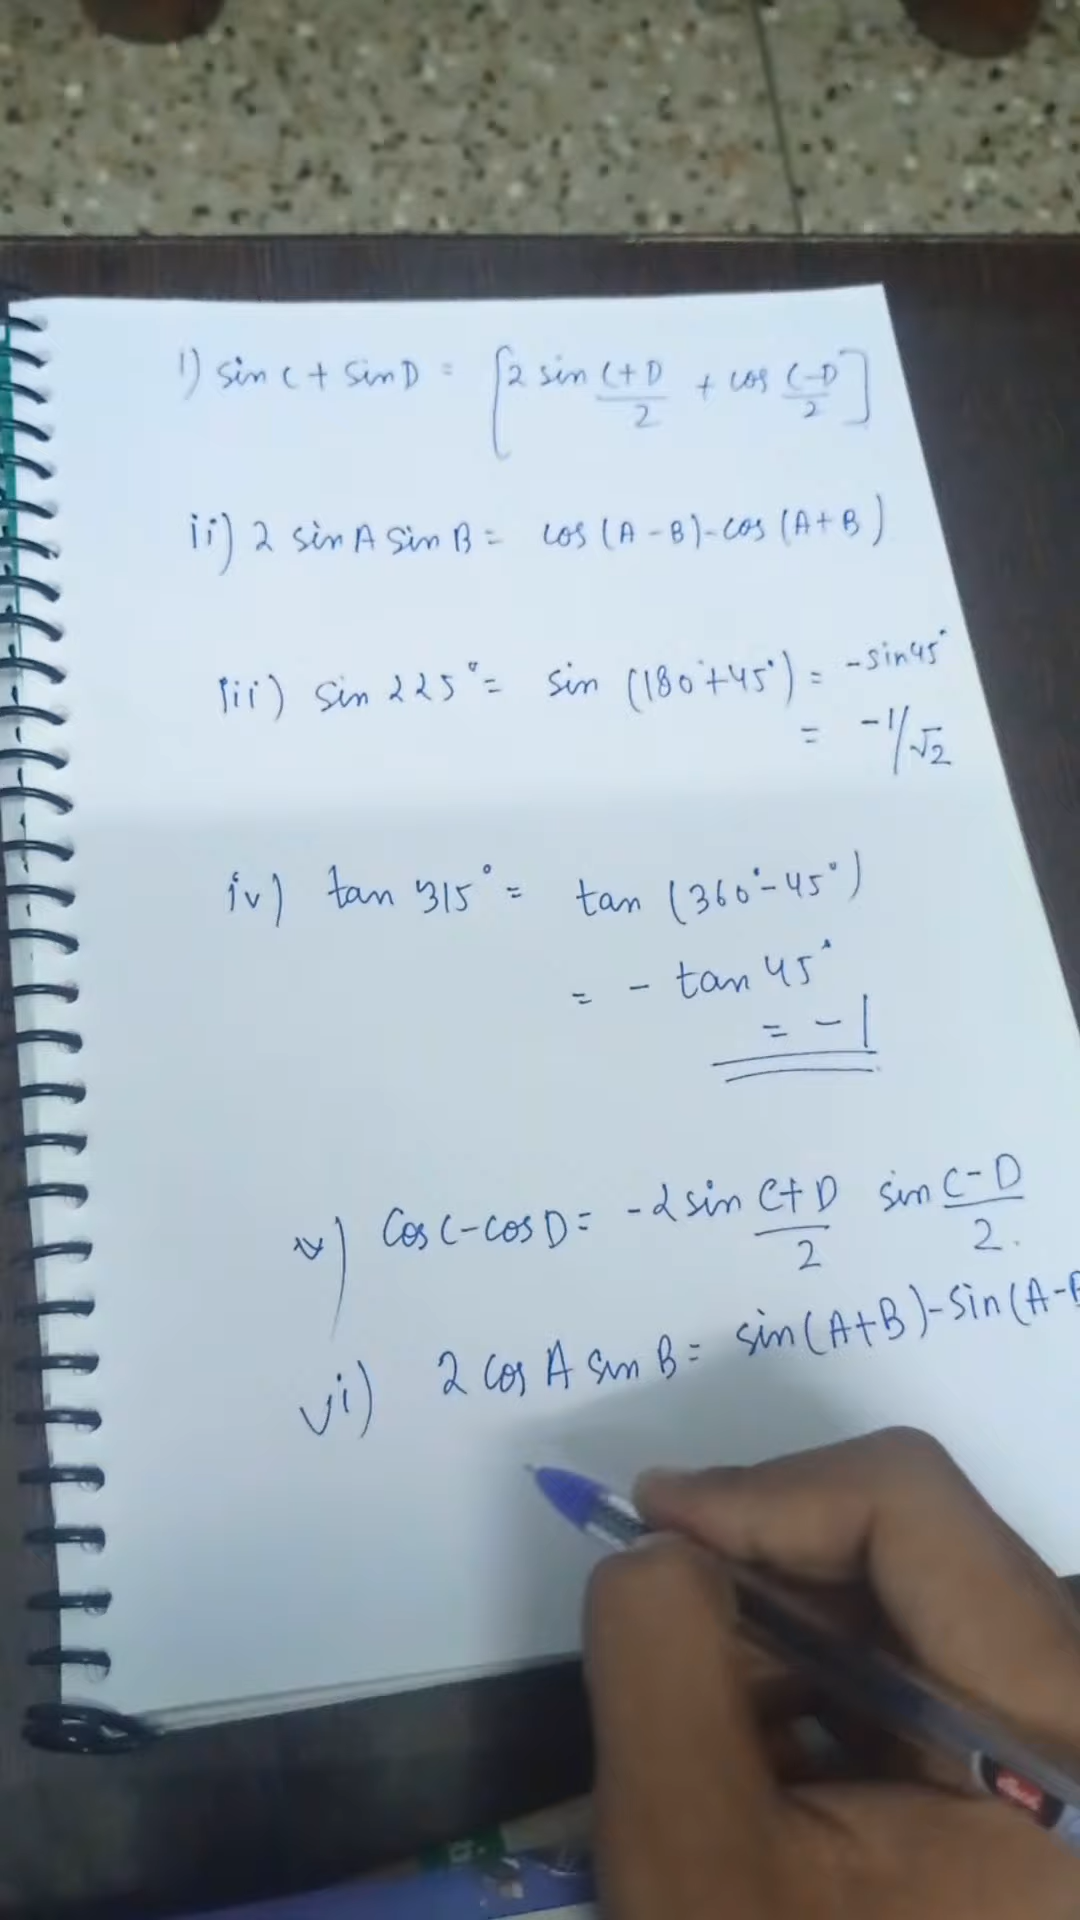 i) sin C + sin D = [2 sin (C+D)/2 + cos (C-D)/2]
ii) 2 sin A sin B = cos (A-B)-cos (A+B)
iii) sin 225° = sin (180°+45°) = -sin45°
= -1/√2
iv) tan 315° = tan (360°-45°)
= - tan 45°
= -1
v) Cos C - cos D = -2 sin (C+D)/2 sin (C-D)/2.
vi) 2 cos A sin B = sin(A+B)-sin(A-B